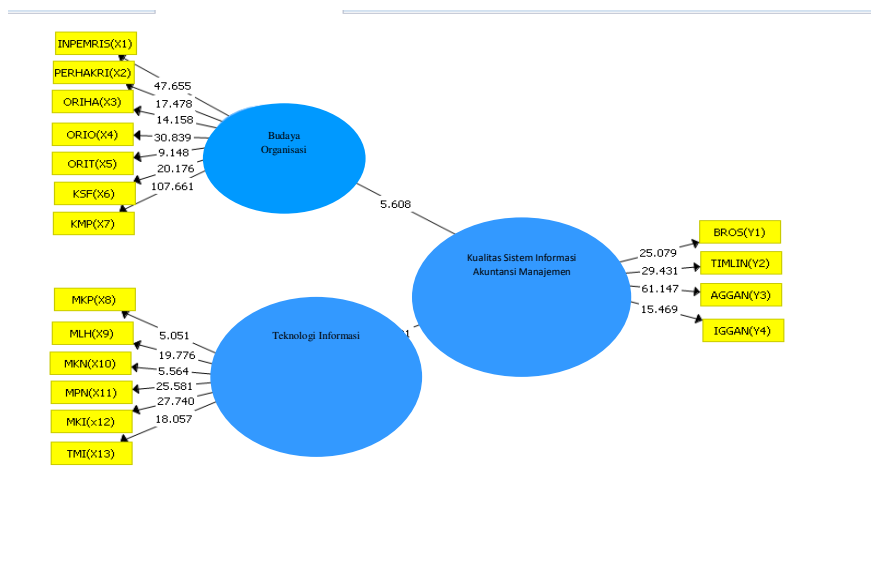 INPEMRIS(X1)
PERHAKRI(X2)
ORIHA(X3)
ORIO(X4)
ORIT(X5)
KSF(X6)
KMP(X7)
47.655
17.478
14.158
30.839
9.148
20.176
107.661
Budaya
Organisasi
5.608
Kualitas Sistem Informasi
Akuntansi Manajemen
25.079
29.431
61.147
15.469
BROS(Y1)
TIMLIN(Y2)
AGGAN(Y3)
IGGAN(Y4)
MKP(X8)
MLH(X9)
MKN(X10)
MPN(X11)
MKI(x12)
TMI(X13)
5.051
19.776
5.564
25.581
27.740
18.057
Teknologi Informasi